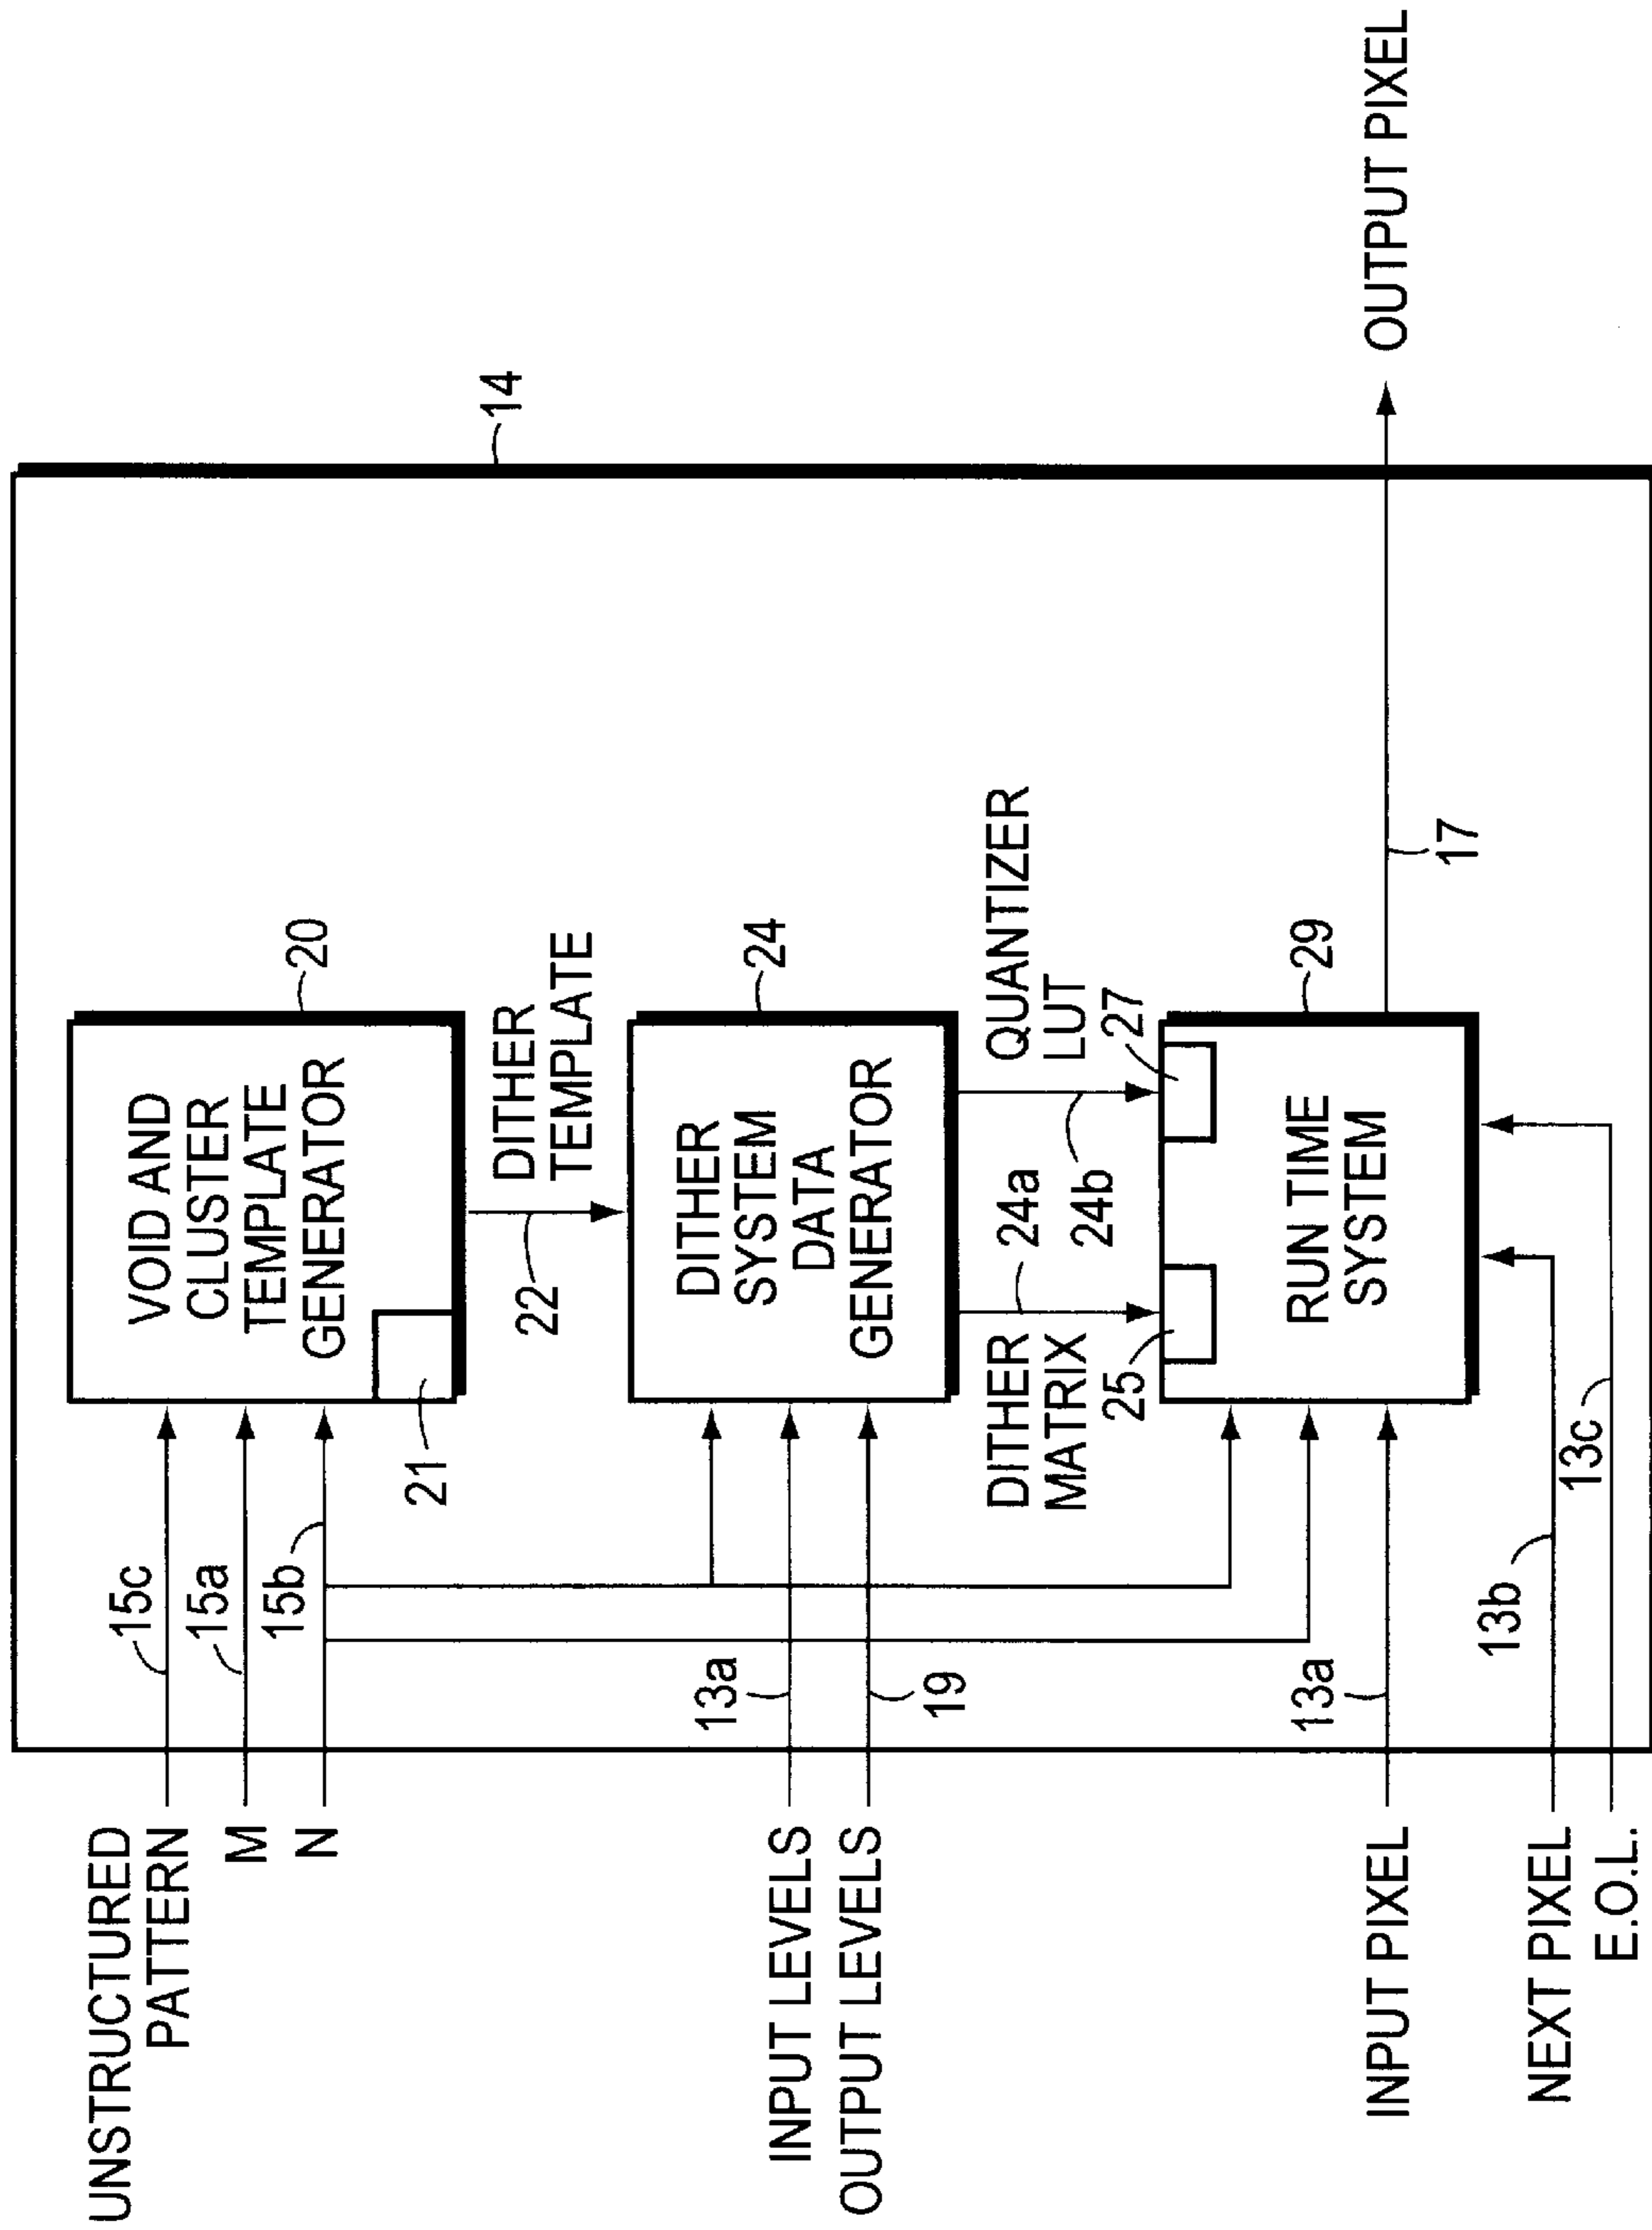 UNSTRUCTURED
PATTERN
M
N
15c
15a
15b
VOID AND
CLUSTER
TEMPLATE
GENERATOR
20
21
22
DITHER
TEMPLATE
14
INPUT LEVELS
OUTPUT LEVELS
13a
19
DITHER
SYSTEM
DATA
GENERATOR
24
DITHER
MATRIX
24a
24b
QUANTIZER
LUT
25
27
INPUT PIXEL
13a
RUN TIME
SYSTEM
29
17
OUTPUT PIXEL
NEXT PIXEL
13b
E.O.L.
13c